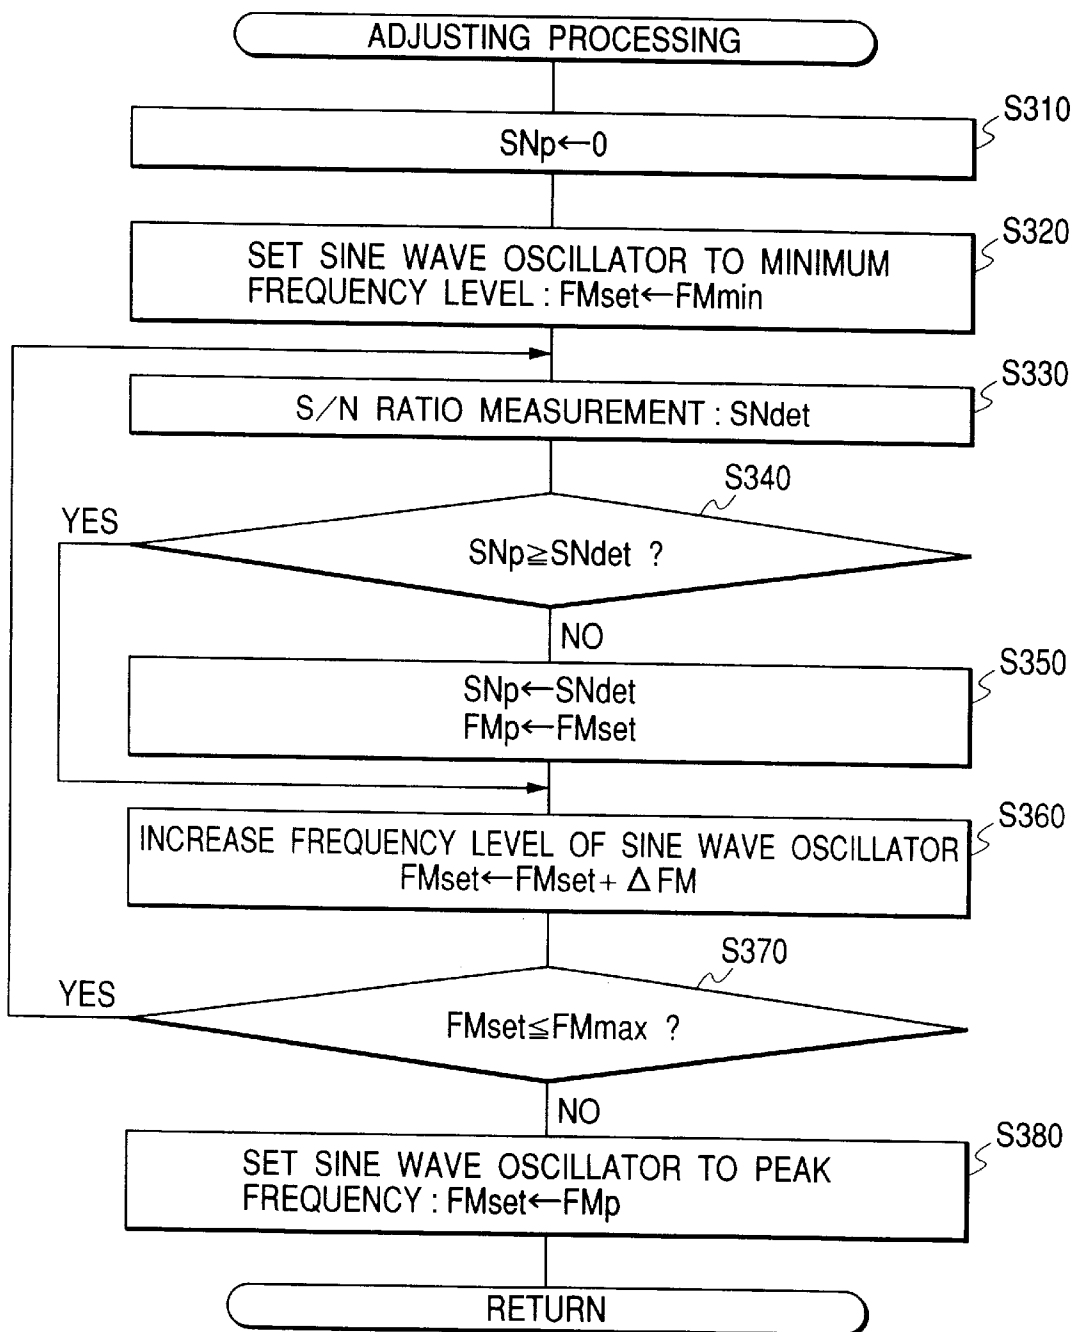 ADJUSTING PROCESSING
S310
SNp←0
S320
SET SINE WAVE OSCILLATOR TO MINIMUM
FREQUENCY LEVEL : FMset←FMmin
S330
S/N RATIO MEASUREMENT : SNdet
S340
YES
SNp≧SNdet ?
NO
S350
SNp←SNdet
FMp←FMset
S360
INCREASE FREQUENCY LEVEL OF SINE WAVE OSCILLATOR
FMset←FMset + Δ FM
S370
YES
FMset≦FMmax ?
NO
S380
SET SINE WAVE OSCILLATOR TO PEAK
FREQUENCY : FMset←FMp
RETURN